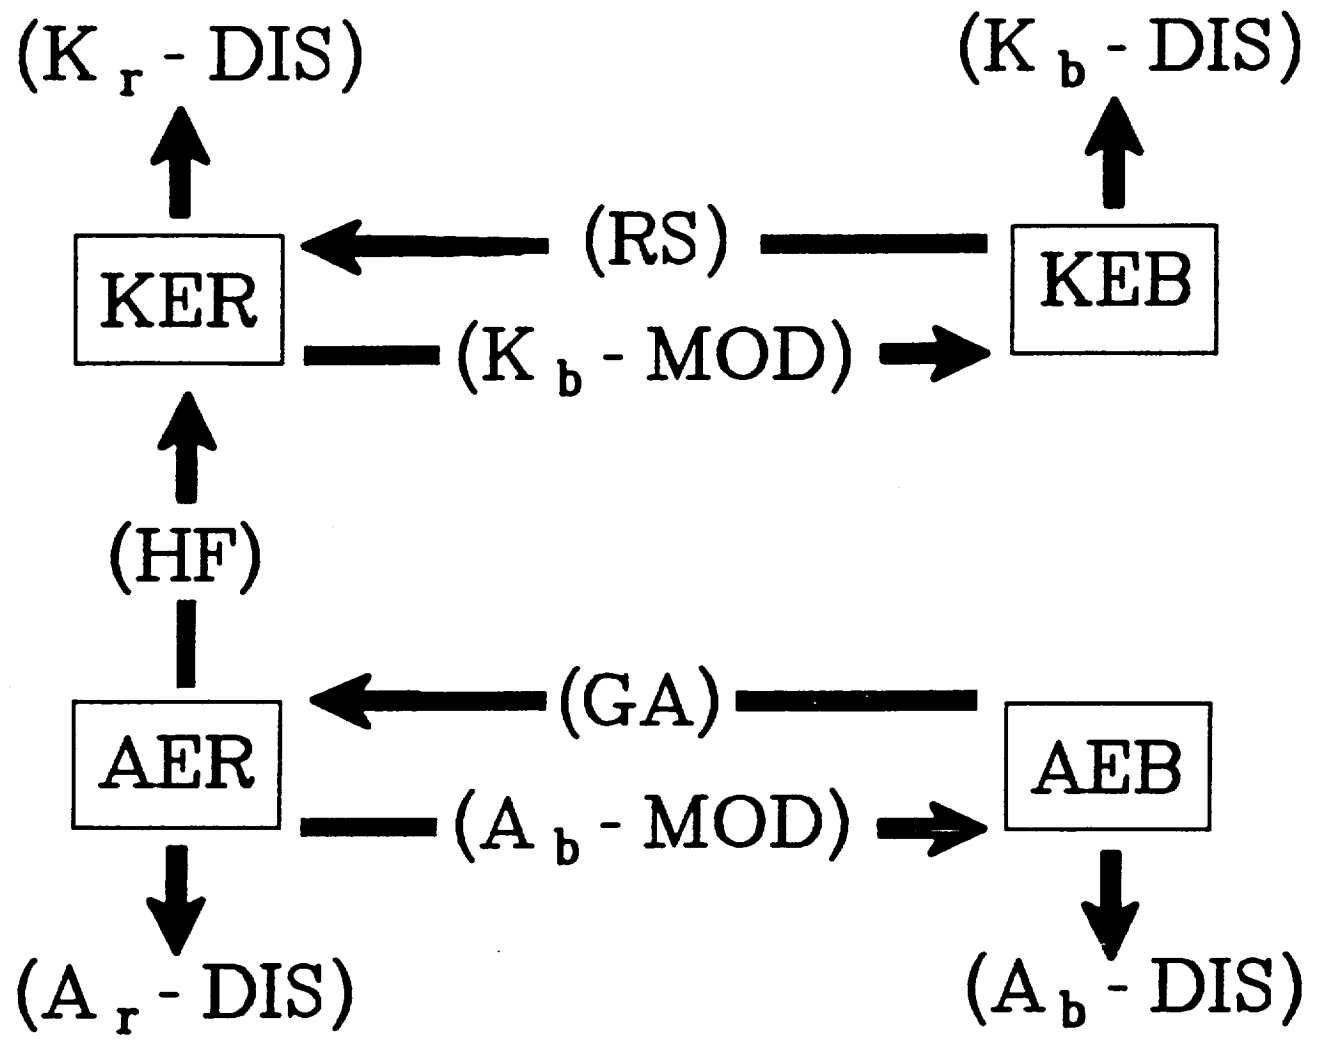 (K r - DIS)
(K b - DIS)
(RS)
KER
KEB
(K b - MOD)
(HF)
(GA)
AER
AEB
(A b - MOD)
(A r - DIS)
(A b - DIS)